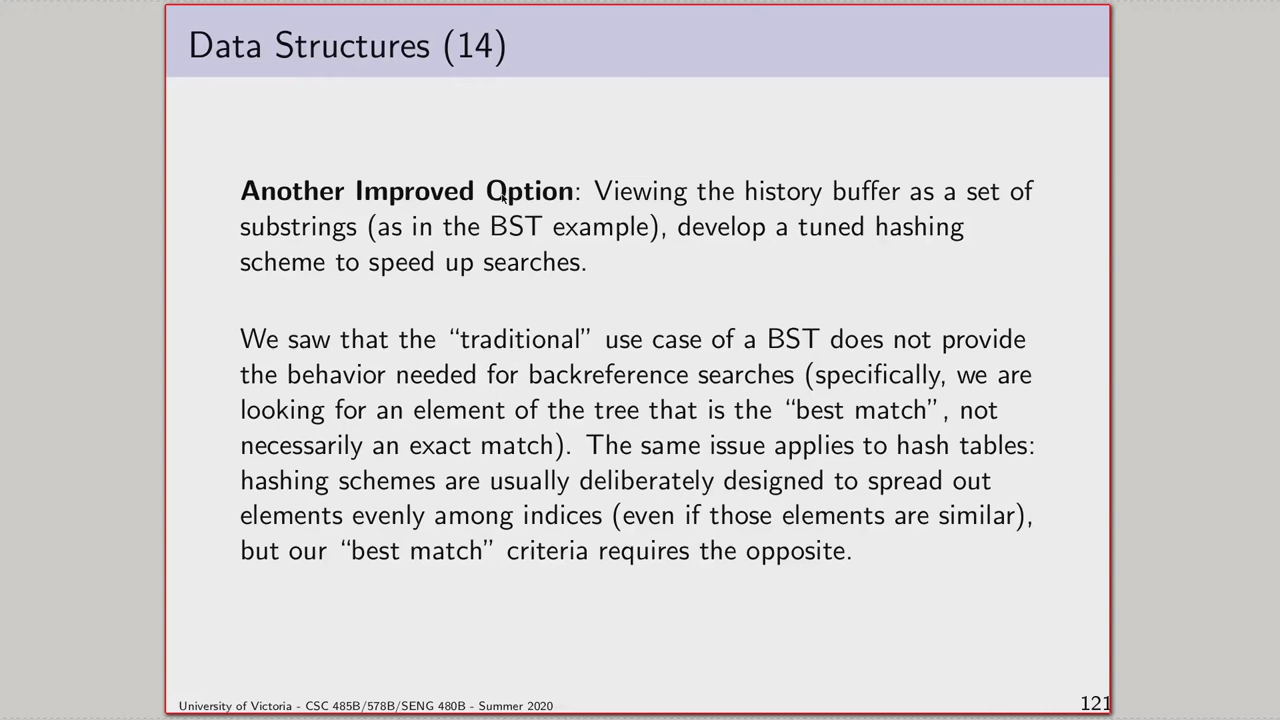 Data Structures (14)
Another Improved Option: Viewing the history buffer as a set of
substrings (as in the BST example), develop a tuned hashing
scheme to speed up searches.
We saw that the “traditional” use case of a BST does not provide
the behavior needed for backreference searches (specifically, we are
looking for an element of the tree that is the “best match”, not
necessarily an exact match). The same issue applies to hash tables:
hashing schemes are usually deliberately designed to spread out
elements evenly among indices (even if those elements are similar),
but our “best match” criteria requires the opposite.
University of Victoria - CSC 485B/578B/SENG 480B - Summer 2020
121